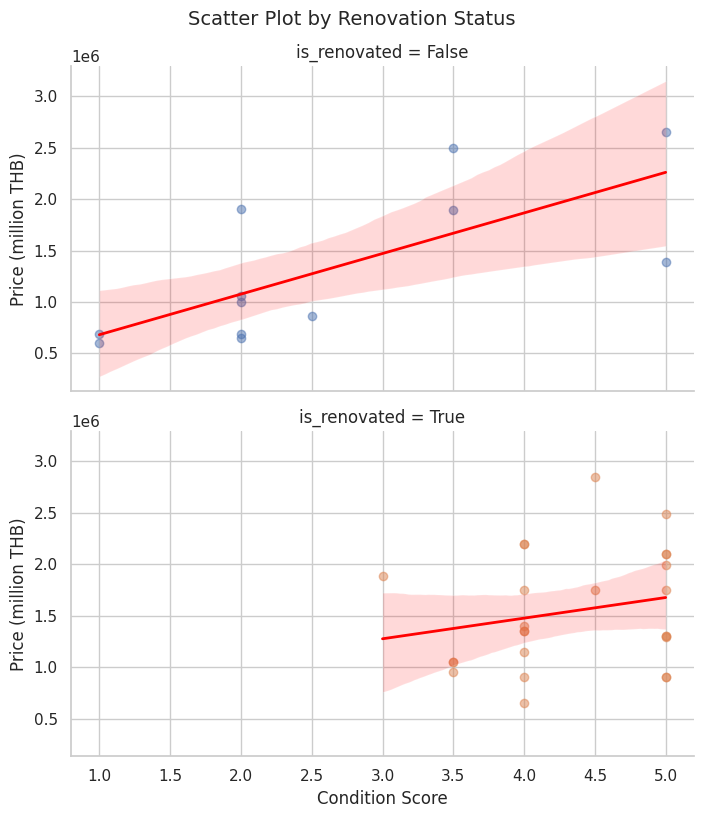 Scatter Plot by Renovation Status
1e6
is_renovated = False
3.0
2.5
2.0
1.5
1.0
0.5
Price (million THB)
1e6
is_renovated = True
3.0
2.5
2.0
1.5
1.0
0.5
Price (million THB)
1.0 1.5 2.0 2.5 3.0 3.5 4.0 4.5 5.0
Condition Score